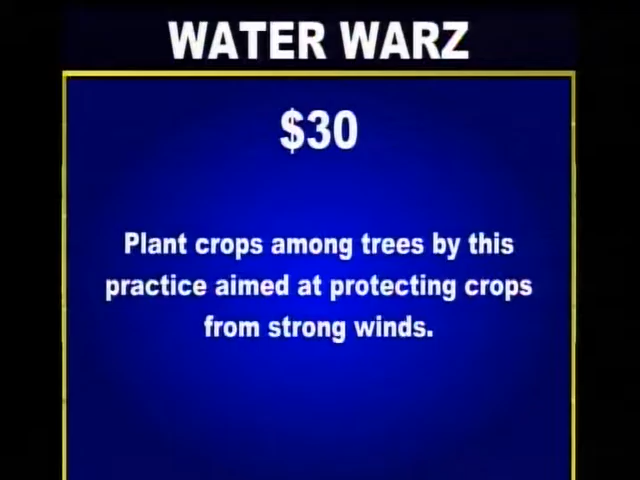 WATER WARZ
$30
Plant crops among trees by this
practice aimed at protecting crops
from strong winds.